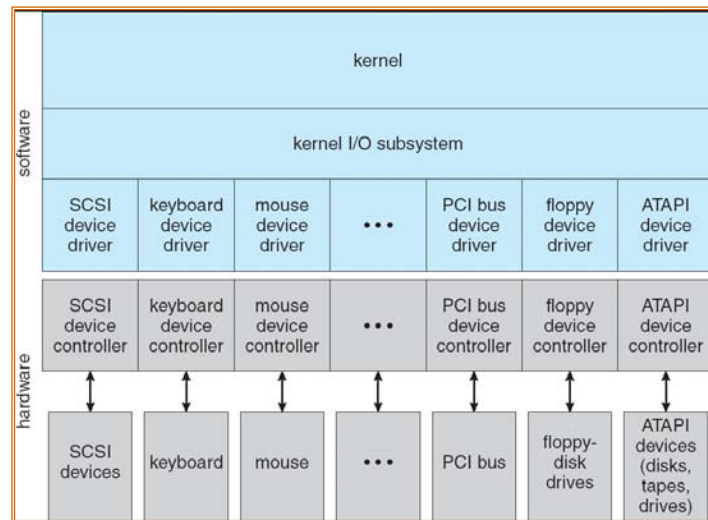 software
kernel
kernel I/O subsystem
SCSI
device
driver
keyboard
device
driver
mouse
device
driver
•••
PCI bus
device
driver
floppy
device
driver
ATAPI
device
driver
hardware
SCSI
device
controller
keyboard
device
controller
mouse
device
controller
•••
PCI bus
device
controller
floppy
device
controller
ATAPI
device
controller
SCSI
devices
keyboard
mouse
•••
PCI bus
floppy-
disk
drives
ATAPI
devices
(disks,
tapes,
drives)